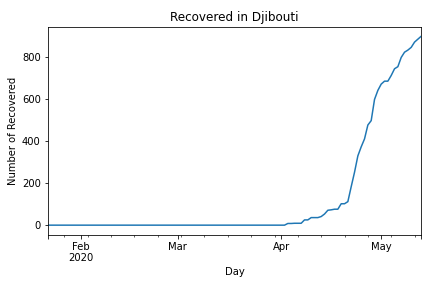 Recovered in Djibouti
Number of Recovered
800
600
400
200
0
Feb
2020
Mar
Apr
May
Day